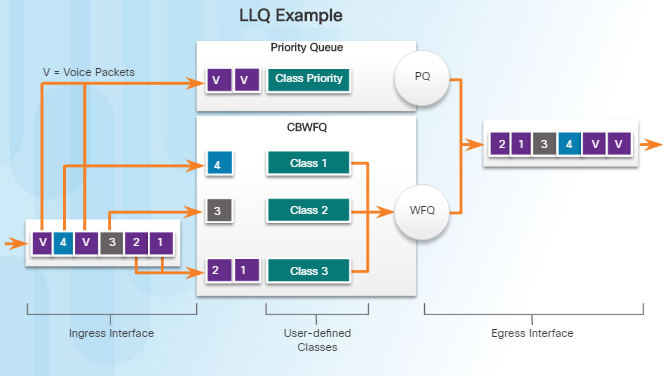 LLQ Example
Priority Queue
V = Voice Packets
V V Class Priority
PQ
CBWFQ
4 Class 1
3 Class 2
2 1 Class 3
WFQ
V 4 V 3 2 1
2 1 3 4 V V
Ingress Interface
User-defined
Classes
Egress Interface